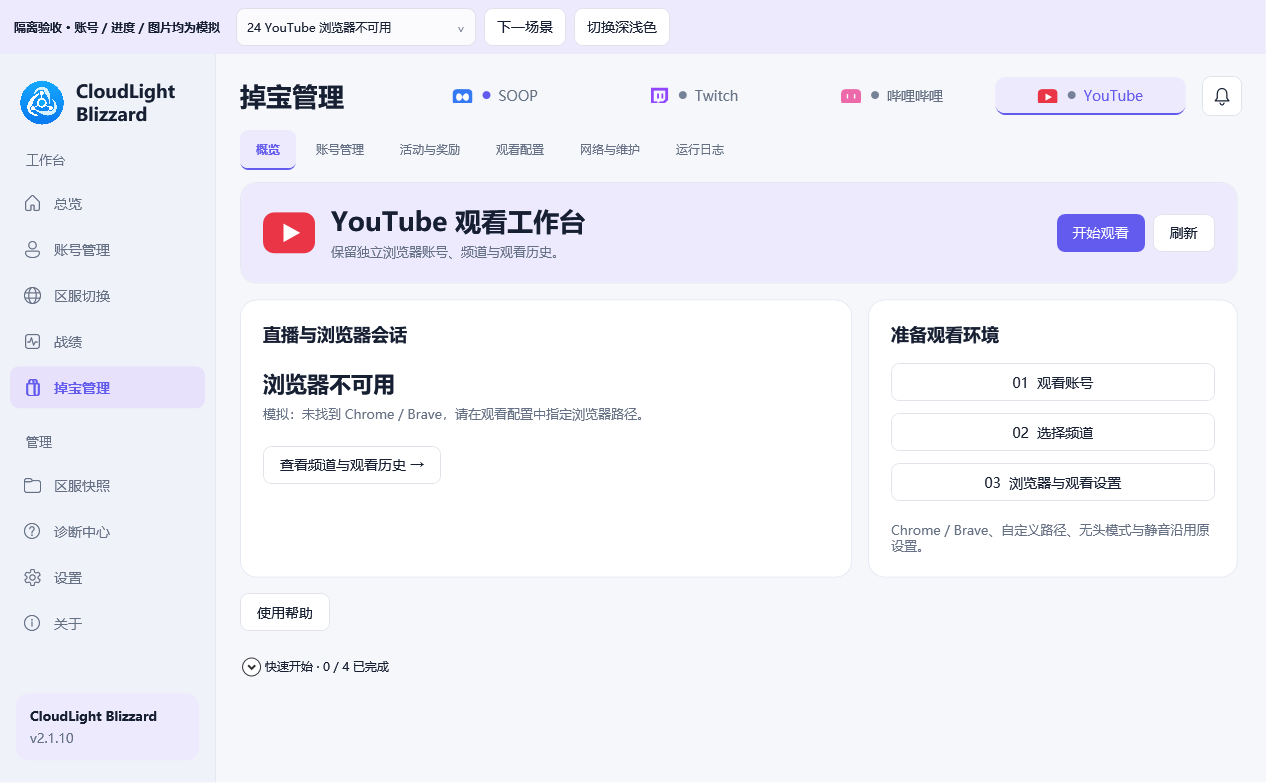 隔离验收 • 账号 / 进度 / 图片均为模拟
24 YouTube 浏览器不可用
下一场景
切换深浅色
CloudLight
Blizzard
工作台
总览
账号管理
区服切换
战绩
掉宝管理
管理
区服快照
诊断中心
设置
关于
CloudLight Blizzard
v2.1.10
掉宝管理
SOOP
Twitch
哔哩哔哩
YouTube
概览
账号管理
活动与奖励
观看配置
网络与维护
运行日志
YouTube 观看工作台
保留独立浏览器账号、频道与观看历史。
开始观看
刷新
直播与浏览器会话
浏览器不可用
模拟：未找到 Chrome / Brave，请在观看配置中指定浏览器路径。
查看频道与观看历史 →
准备观看环境
01 观看账号
02 选择频道
03 浏览器与观看设置
Chrome / Brave、自定义路径、无头模式与静音沿用原
设置。
使用帮助
快速开始 · 0 / 4 已完成